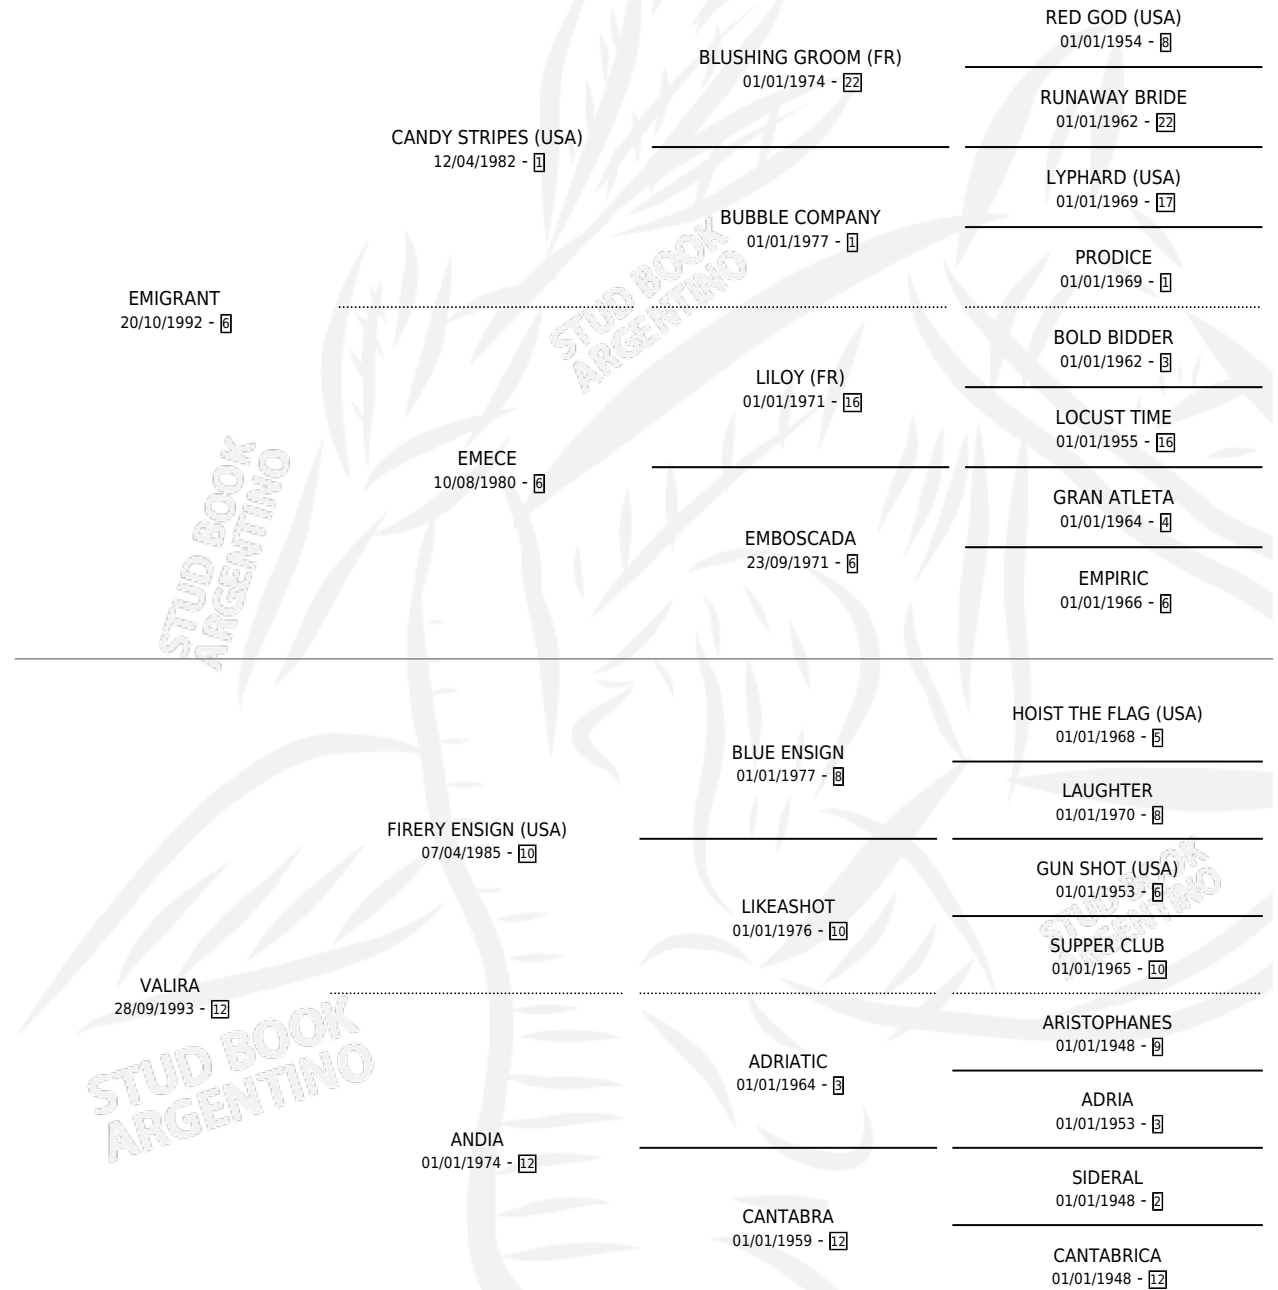 RED GOD (USA)
01/01/1954 - 8
BLUSHING GROOM (FR)
01/01/1974 - 22
RUNAWAY BRIDE
01/01/1962 - 22
CANDY STRIPES (USA)
12/04/1982 - 1
LYPHARD (USA)
01/01/1969 - 17
BUBBLE COMPANY
01/01/1977 - 1
PRODICE
01/01/1969 - 1
EMIGRANT
20/10/1992 - 6
BOLD BIDDER
01/01/1962 - 3
LILOY (FR)
01/01/1971 - 16
LOCUST TIME
01/01/1955 - 16
EMECE
10/08/1980 - 6
GRAN ATLETA
01/01/1964 - 4
EMBOSCADA
23/09/1971 - 6
EMPIRIC
01/01/1966 - 6
HOIST THE FLAG (USA)
01/01/1968 - 5
BLUE ENSIGN
01/01/1977 - 8
LAUGHTER
01/01/1970 - 8
FIRERY ENSIGN (USA)
07/04/1985 - 10
GUN SHOT (USA)
01/01/1953 - 6
LIKEASHOT
01/01/1976 - 10
SUPPER CLUB
01/01/1965 - 10
VALIRA
28/09/1993 - 12
ARISTOPHANES
01/01/1948 - 9
ADRIATIC
01/01/1964 - 3
ADRIA
01/01/1953 - 3
ANDIA
01/01/1974 - 12
SIDERAL
01/01/1948 - 2
CANTABRA
01/01/1959 - 12
CANTABRICA
01/01/1948 - 12
STUD BOOK
ARGENTINO
STUD BOOK
ARGENTINO
STUD BOOK
ARGENTINO
STUD BOOK
ARGENTINO